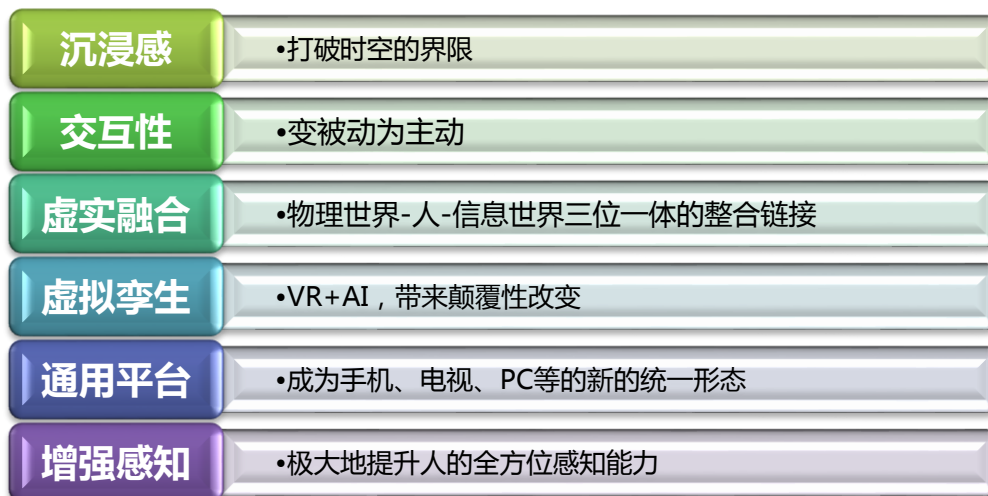 沉浸感
•打破时空的界限
交互性
•变被动为主动
虚实融合
•物理世界-人-信息世界三位一体的整合链接
虚拟孪生
•VR+AI，带来颠覆性改变
通用平台
•成为手机、电视、PC等的新的统一形态
增强感知
•极大地提升人的全方位感知能力